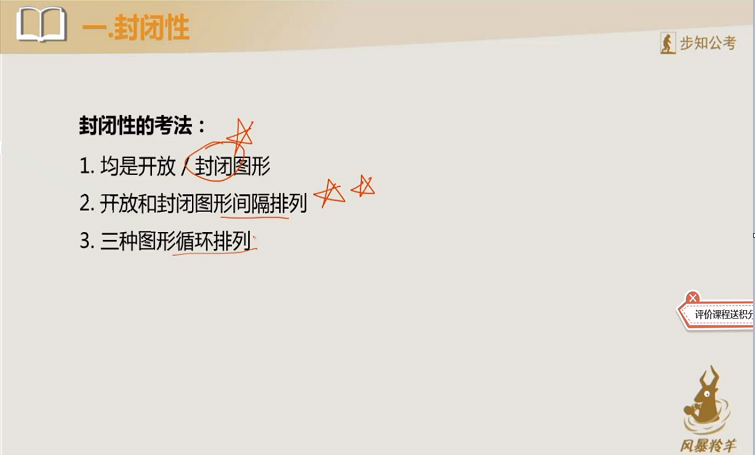 一.封闭性
步知公考
封闭性的考法：
1. 均是开放 / 封闭图形
2. 开放和封闭图形间隔排列
3. 三种图形循环排列
评价课程送积分
风暴羚羊